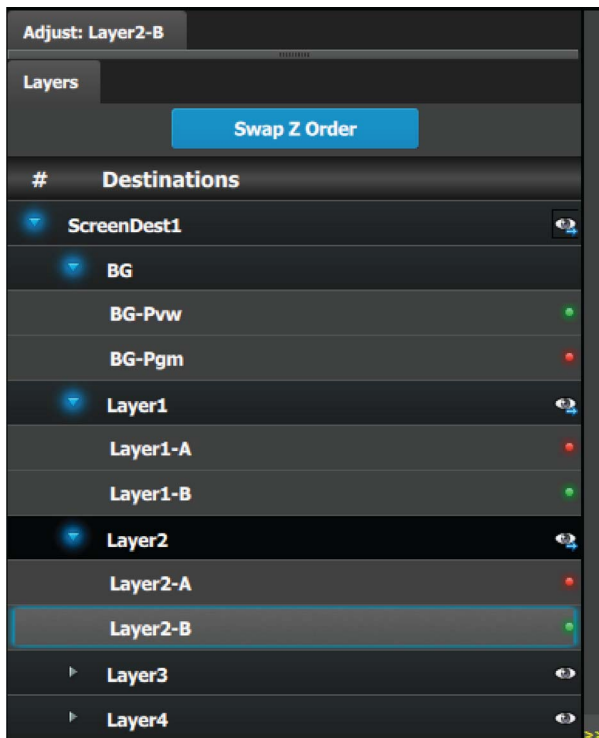 Adjust: Layer2-B
Layers
Swap Z Order
# Destinations
ScreenDest1
BG
BG-Pvw
BG-Pgm
Layer1
Layer1-A
Layer1-B
Layer2
Layer2-A
Layer2-B
Layer3
Layer4
>>